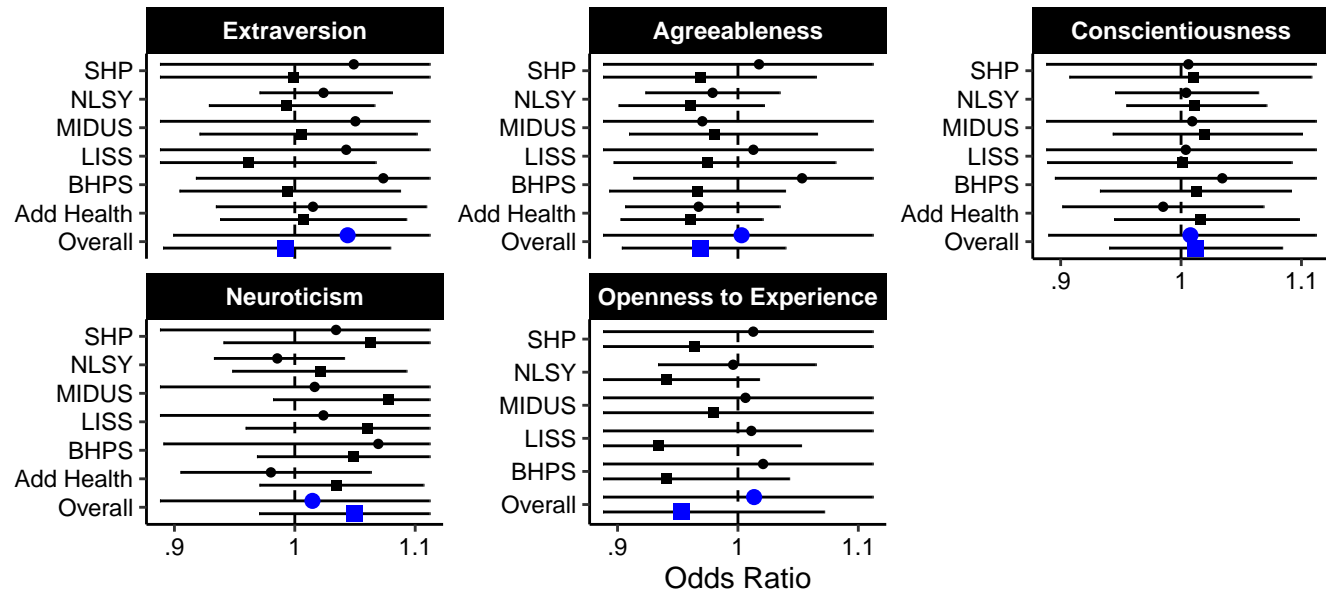 Extraversion
SHP
NLSY
MIDUS
LISS
BHPS
Add Health
Overall
Agreeableness
SHP
NLSY
MIDUS
LISS
BHPS
Add Health
Overall
Conscientiousness
SHP
NLSY
MIDUS
LISS
BHPS
Add Health
Overall
.9 1 1.1
Neuroticism
SHP
NLSY
MIDUS
LISS
BHPS
Add Health
Overall
.9 1 1.1
Openness to Experience
SHP
NLSY
MIDUS
LISS
BHPS
Overall
.9 1 1.1
Odds Ratio